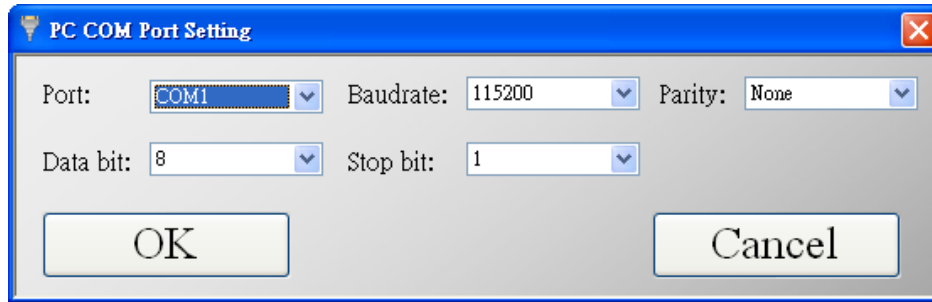 PC COM Port Setting
Port: COM1 Baudrate: 115200 Parity: None
Data bit: 8 Stop bit: 1
OK Cancel